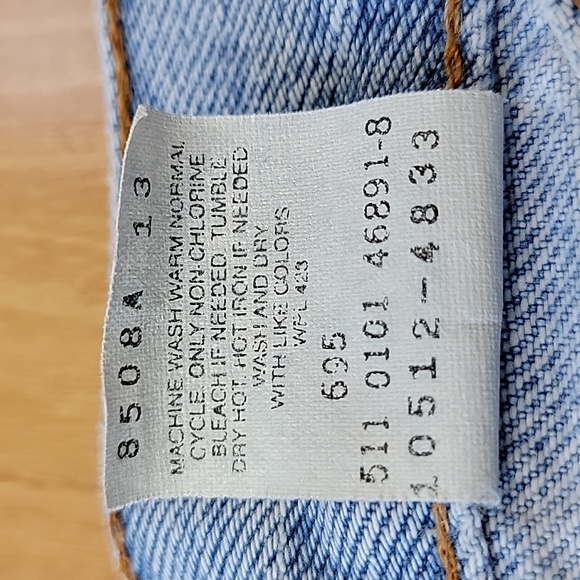 8508A 13
MACHINE WASH WARM NORMAL
CYCLE. ONLY NON-CHLORINE
BLEACH IF NEEDED. TUMBLE
DRY HOT. HOT IRON IF NEEDED
WASH AND DRY
WITH LIKE COLORS
WPL 423
695
511 0101 46891-8
10512-4833